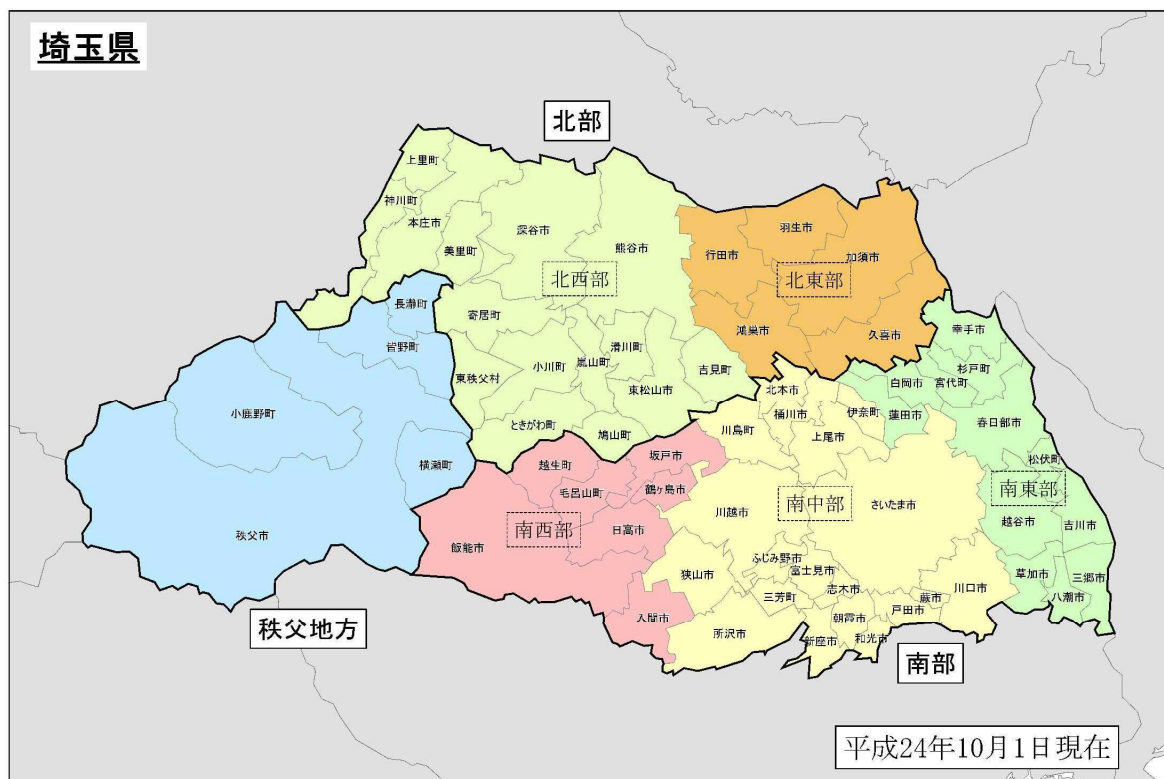 埼玉県
北部
上里町
神川町
本庄市
美里町
深谷市
熊谷市
北西部
寄居町
小川町
嵐山町
滑川町
吉見町
東秩父村
東松山市
ときがわ町
鳩山町
行田市
羽生市
加須市
北東部
鴻巣市
久喜市
長瀞町
皆野町
小鹿野町
横瀬町
秩父市
秩父地方
越生町
坂戸市
毛呂山町
鶴ヶ島市
南西部
日高市
飯能市
入間市
北本市
桶川市
伊奈町
川島町
上尾市
南中部
さいたま市
川越市
ふじみ野市
富士見市
狭山市
三芳町
志木市
所沢市
新座市
朝霞市
和光市
戸田市
蕨市
川口市
南部
幸手市
杉戸町
白岡市
宮代町
蓮田市
春日部市
松伏町
南東部
越谷市
吉川市
草加市
三郷市
八潮市
平成24年10月1日現在